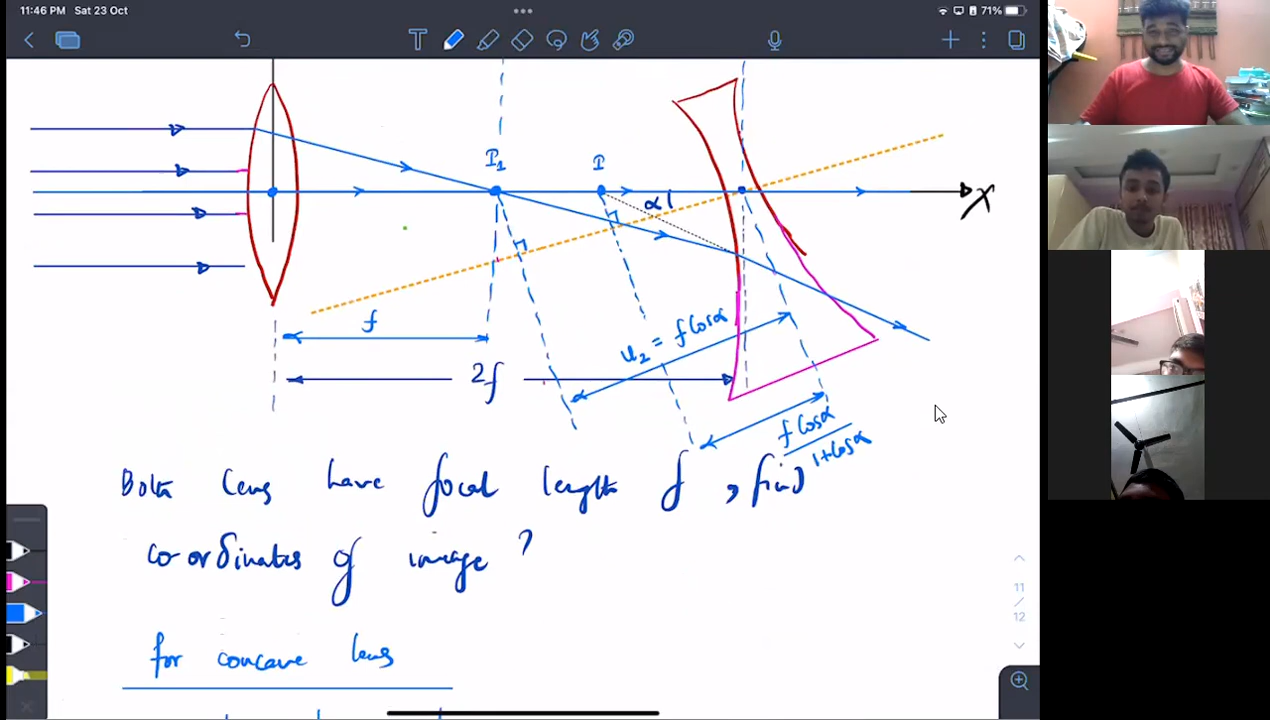 11:46 PM Sat 23 Oct
71%
T
I₁
I
α
X
f
u₂ = f cosα
2f
f cosα
1+cosα
Both lens have focal length f , find
co-ordinates of image ?
11
12
for concave lens